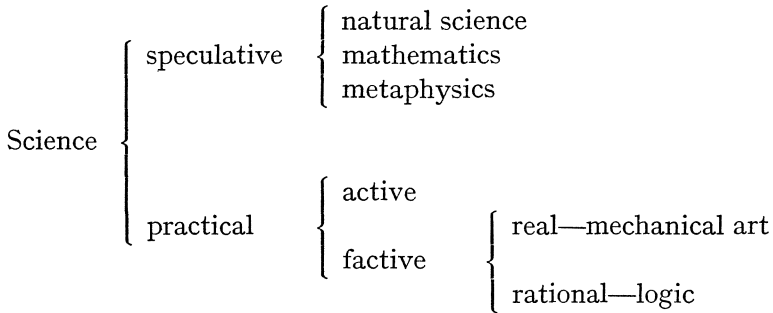 natural science
speculative
mathematics
metaphysics
Science
active
practical
real—mechanical art
factive
rational—logic